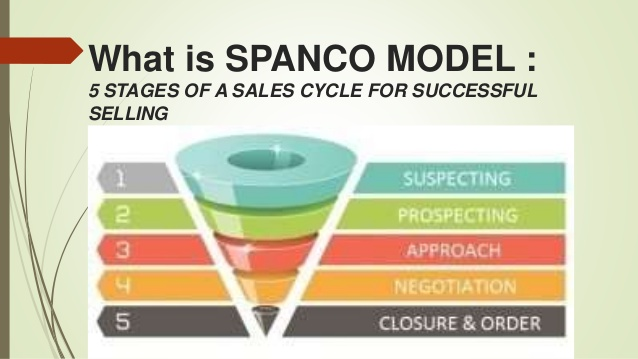 What is SPANCO MODEL :
5 STAGES OF A SALES CYCLE FOR SUCCESSFUL
SELLING
1 SUSPECTING
2 PROSPECTING
3 APPROACH
4 NEGOTIATION
5 CLOSURE & ORDER